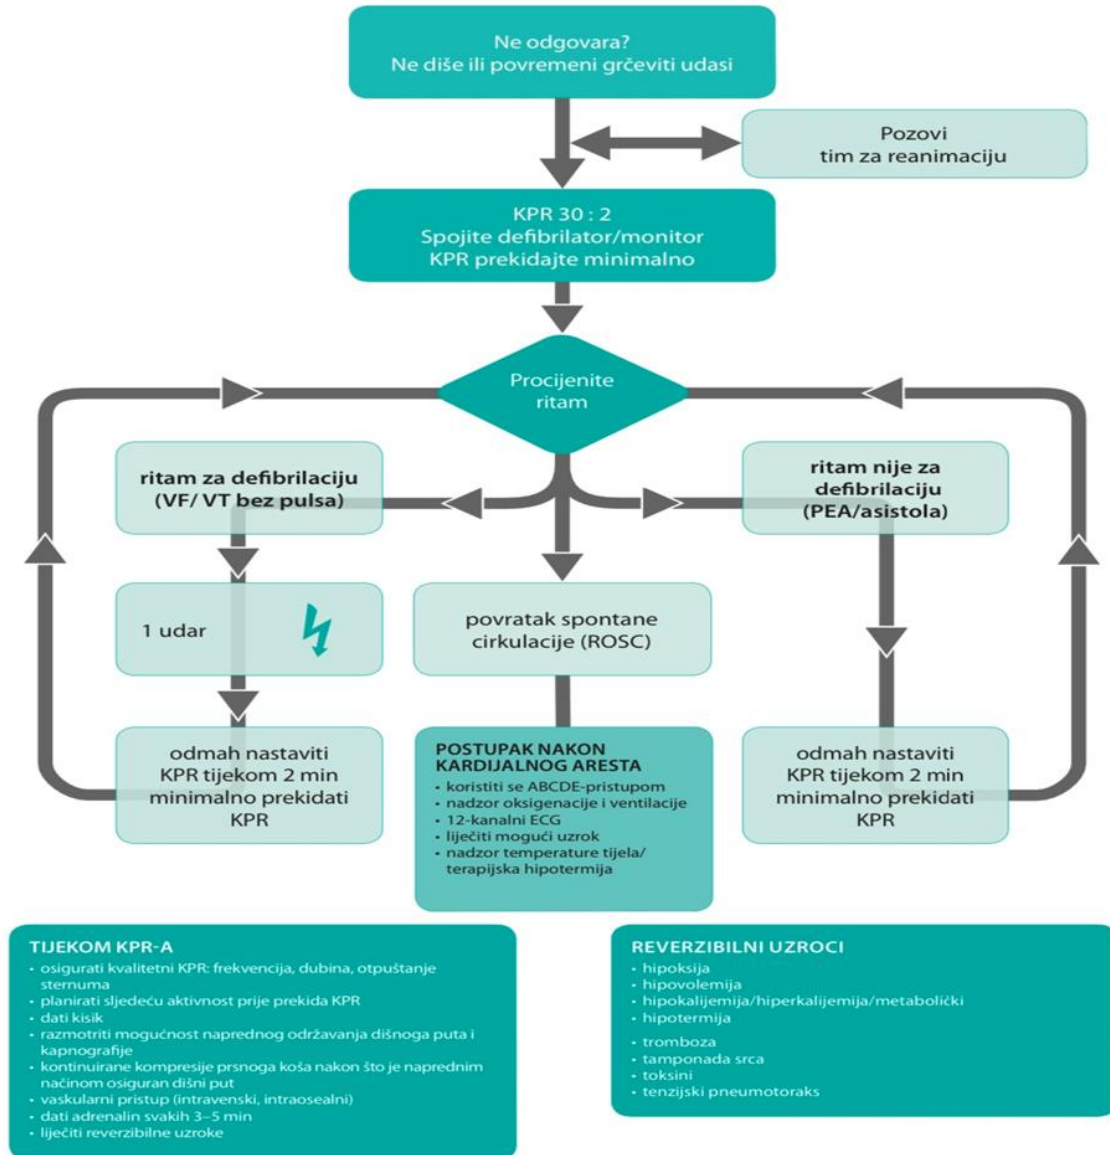 Ne odgovara?
Ne diše ili povremeni grčeviti udasi
Pozovi
tim za reanimaciju
KPR 30 : 2
Spojite defibrilator/monitor
KPR prekidajte minimalno
Procijenite
ritam
ritam za defibrilaciju
(VF/ VT bez pulsa)
ritam nije za
defibrilaciju
(PEA/asistola)
1 udar
povratak spontane
cirkulacije (ROSC)
odmah nastaviti
KPR tijekom 2 min
minimalno prekidati
KPR
POSTUPAK NAKON
KARDIJALNOG ARESTA
• koristiti se ABCDE-pristupom
• nadzor oksigenacije i ventilacije
• 12-kanalni ECG
• liječiti mogući uzrok
• nadzor temperature tijela/
terapijska hipotermija
odmah nastaviti
KPR tijekom 2 min
minimalno prekidati
KPR
TIJEKOM KPR-A
• osigurati kvalitetni KPR: frekvencija, dubina, otpuštanje
sternuma
• planirati sljedeću aktivnost prije prekida KPR
• dati kisik
• razmotriti mogućnost naprednog održavanja dišnoga puta i
kapnografije
• kontinuirane kompresije prsnoga koša nakon što je naprednim
načinom osiguran dišni put
• vaskularni pristup (intravenski, intraosealni)
• dati adrenalin svakih 3–5 min
• liječiti reverzibilne uzroke
REVERZIBILNI UZROCI
• hipoksija
• hipovolemija
• hipokalijemija/hiperkalijemija/metabolički
• hipotermija
• tromboza
• tamponada srca
• toksini
• tenzijski pneumotoraks